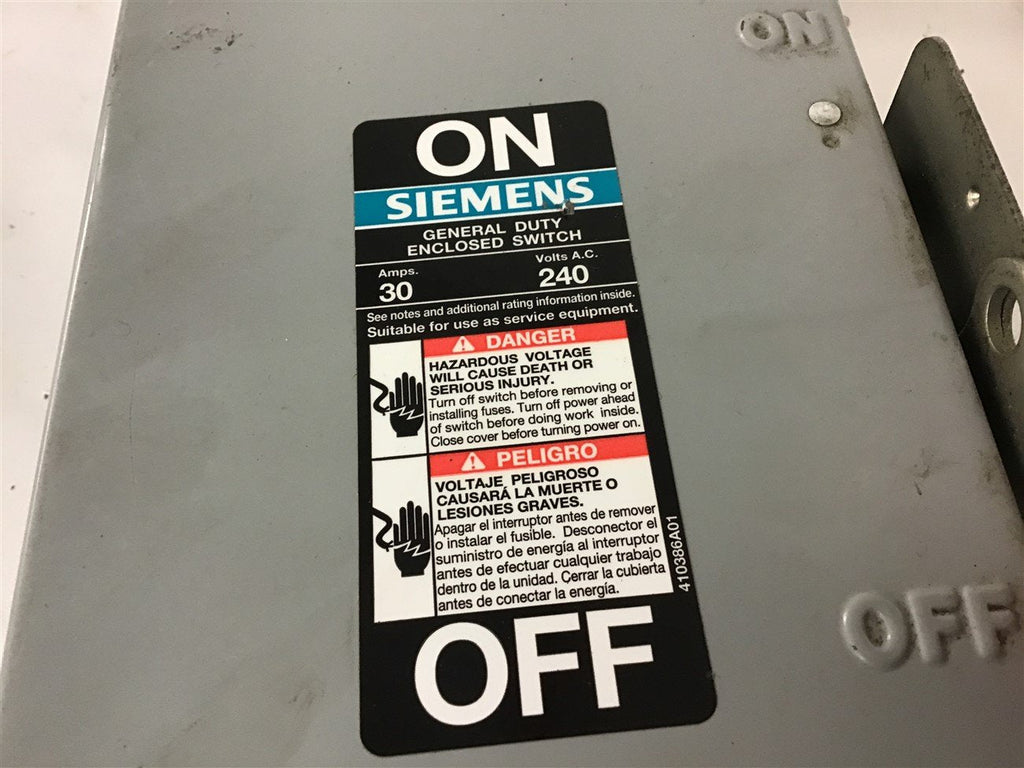 ON
ON
SIEMENS
GENERAL DUTY
ENCLOSED SWITCH
Amps. Volts A.C.
30 240
See notes and additional rating information inside.
Suitable for use as service equipment.
DANGER
HAZARDOUS VOLTAGE
WILL CAUSE DEATH OR
SERIOUS INJURY.
Turn off switch before removing or
installing fuses. Turn off power ahead
of switch before doing work inside.
Close cover before turning power on.
PELIGRO
VOLTAJE PELIGROSO
CAUSARÁ LA MUERTE O
LESIONES GRAVES.
Apagar el interruptor antes de remover
o instalar el fusible. Desconector el
suministro de energía al interruptor
antes de efectuar cualquier trabajo
dentro de la unidad. Cerrar la cubierta
antes de conectar la energía.
410386A01
OFF
OFF